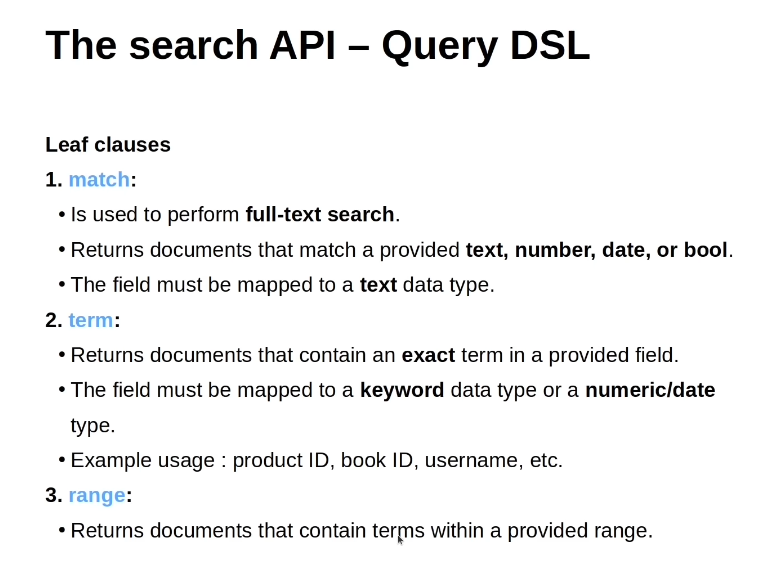 The search API – Query DSL
Leaf clauses
1. match:
• Is used to perform full-text search.
• Returns documents that match a provided text, number, date, or bool.
• The field must be mapped to a text data type.
2. term:
• Returns documents that contain an exact term in a provided field.
• The field must be mapped to a keyword data type or a numeric/date
type.
• Example usage : product ID, book ID, username, etc.
3. range:
• Returns documents that contain terms within a provided range.